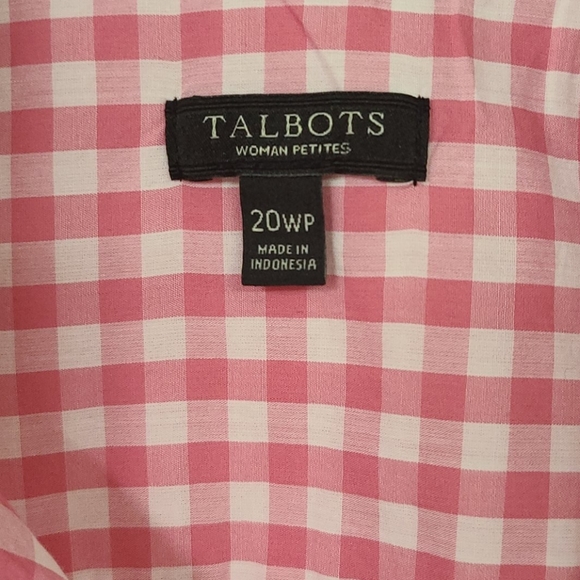 TALBOTS
WOMAN PETITES
20WP
MADE IN
INDONESIA